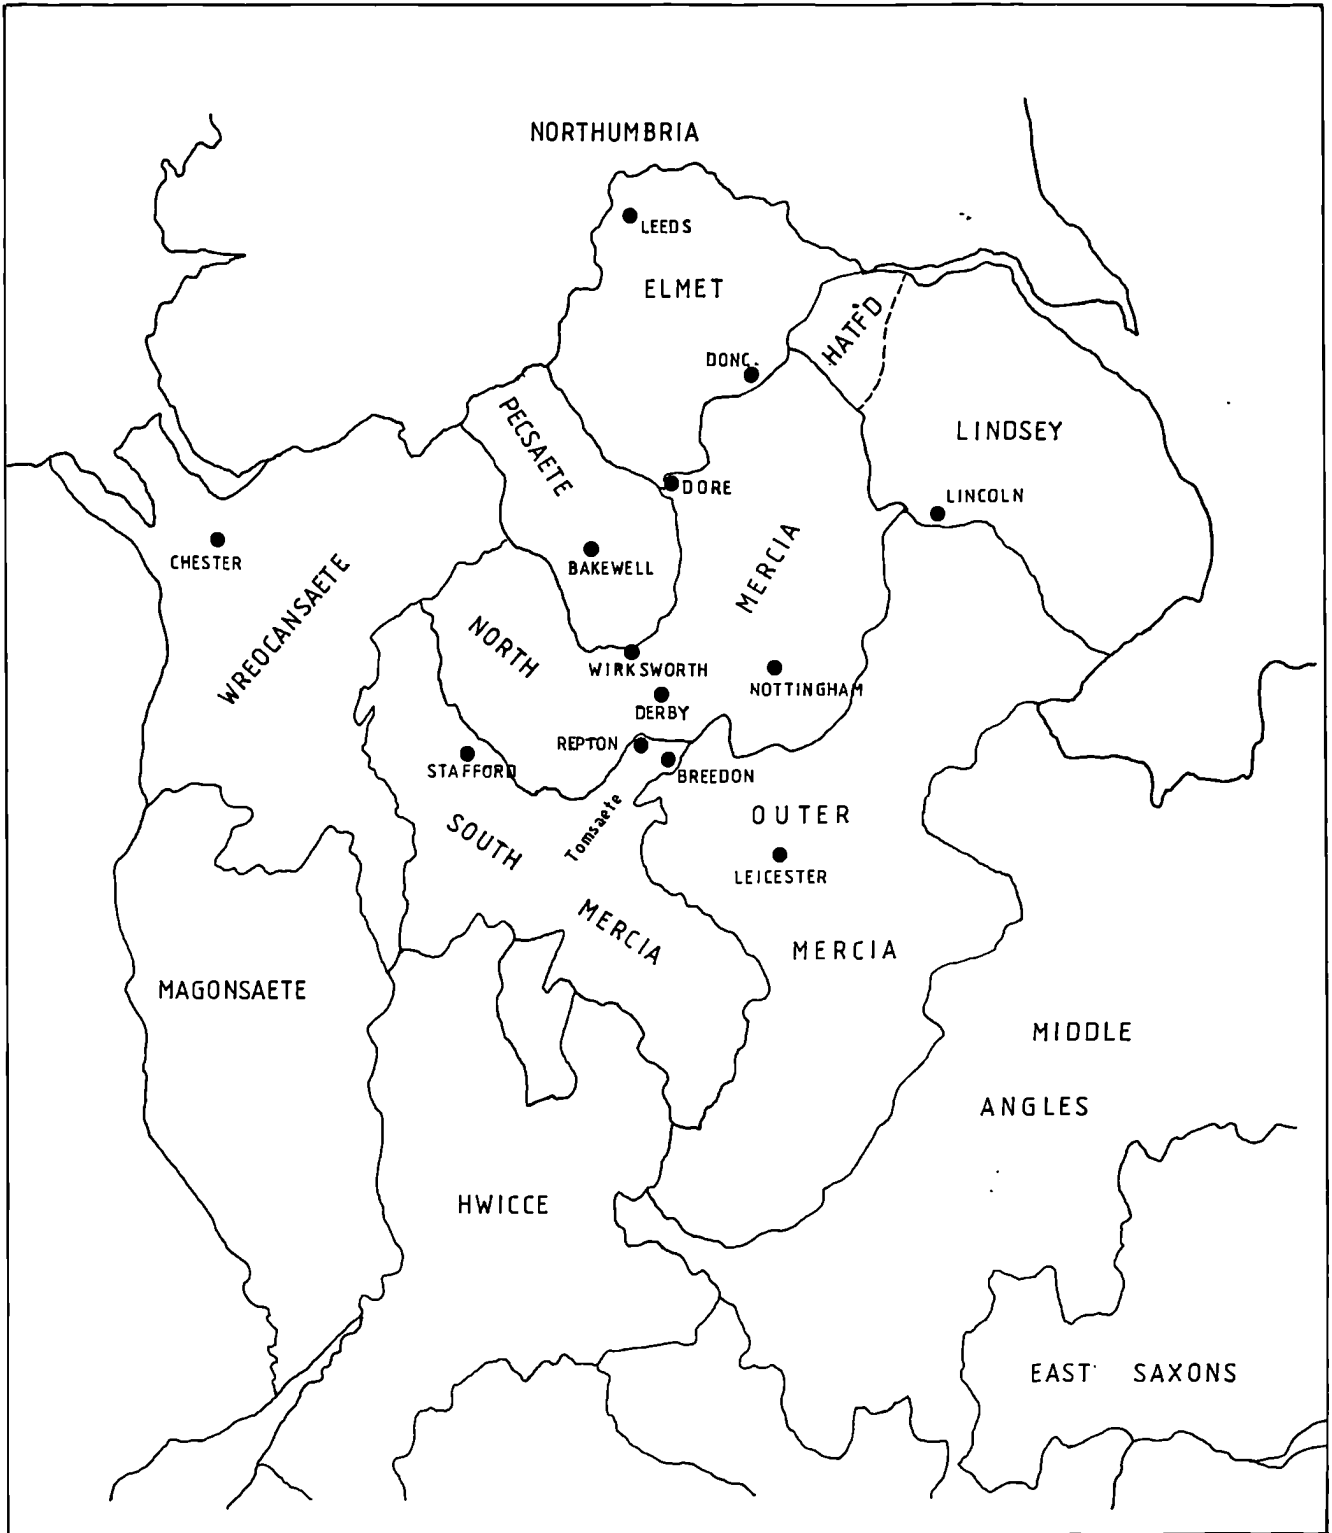 NORTHUMBRIA
LEEDS
ELMET
HATF'D
DONC.
PECSAETE
LINDSEY
DORE
LINCOLN
CHESTER
BAKEWELL
MERCIA
WREOCANSAETE
NORTH
WIRKSWORTH
NOTTINGHAM
DERBY
REPTON
STAFFORD
BREEDON
OUTER
Tomsaete
SOUTH
LEICESTER
MERCIA
MERCIA
MAGONSAETE
MIDDLE
ANGLES
HWICCE
EAST SAXONS